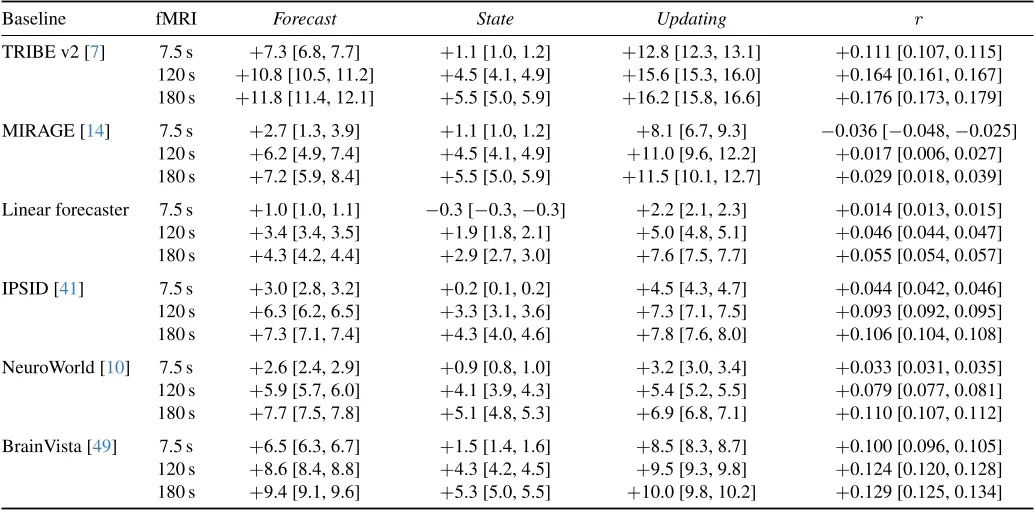 Baseline fMRI Forecast State Updating r
TRIBE v2 [7] 7.5 s +7.3 [6.8, 7.7] +1.1 [1.0, 1.2] +12.8 [12.3, 13.1] +0.111 [0.107, 0.115]
120 s +10.8 [10.5, 11.2] +4.5 [4.1, 4.9] +15.6 [15.3, 16.0] +0.164 [0.161, 0.167]
180 s +11.8 [11.4, 12.1] +5.5 [5.0, 5.9] +16.2 [15.8, 16.6] +0.176 [0.173, 0.179]
MIRAGE [14] 7.5 s +2.7 [1.3, 3.9] +1.1 [1.0, 1.2] +8.1 [6.7, 9.3] −0.036 [−0.048, −0.025]
120 s +6.2 [4.9, 7.4] +4.5 [4.1, 4.9] +11.0 [9.6, 12.2] +0.017 [0.006, 0.027]
180 s +7.2 [5.9, 8.4] +5.5 [5.0, 5.9] +11.5 [10.1, 12.7] +0.029 [0.018, 0.039]
Linear forecaster 7.5 s +1.0 [1.0, 1.1] −0.3 [−0.3, −0.3] +2.2 [2.1, 2.3] +0.014 [0.013, 0.015]
120 s +3.4 [3.4, 3.5] +1.9 [1.8, 2.1] +5.0 [4.8, 5.1] +0.046 [0.044, 0.047]
180 s +4.3 [4.2, 4.4] +2.9 [2.7, 3.0] +7.6 [7.5, 7.7] +0.055 [0.054, 0.057]
IPSID [41] 7.5 s +3.0 [2.8, 3.2] +0.2 [0.1, 0.2] +4.5 [4.3, 4.7] +0.044 [0.042, 0.046]
120 s +6.3 [6.2, 6.5] +3.3 [3.1, 3.6] +7.3 [7.1, 7.5] +0.093 [0.092, 0.095]
180 s +7.3 [7.1, 7.4] +4.3 [4.0, 4.6] +7.8 [7.6, 8.0] +0.106 [0.104, 0.108]
NeuroWorld [10] 7.5 s +2.6 [2.4, 2.9] +0.9 [0.8, 1.0] +3.2 [3.0, 3.4] +0.033 [0.031, 0.035]
120 s +5.9 [5.7, 6.0] +4.1 [3.9, 4.3] +5.4 [5.2, 5.5] +0.079 [0.077, 0.081]
180 s +7.7 [7.5, 7.8] +5.1 [4.8, 5.3] +6.9 [6.8, 7.1] +0.110 [0.107, 0.112]
BrainVista [49] 7.5 s +6.5 [6.3, 6.7] +1.5 [1.4, 1.6] +8.5 [8.3, 8.7] +0.100 [0.096, 0.105]
120 s +8.6 [8.4, 8.8] +4.3 [4.2, 4.5] +9.5 [9.3, 9.8] +0.124 [0.120, 0.128]
180 s +9.4 [9.1, 9.6] +5.3 [5.0, 5.5] +10.0 [9.8, 10.2] +0.129 [0.125, 0.134]